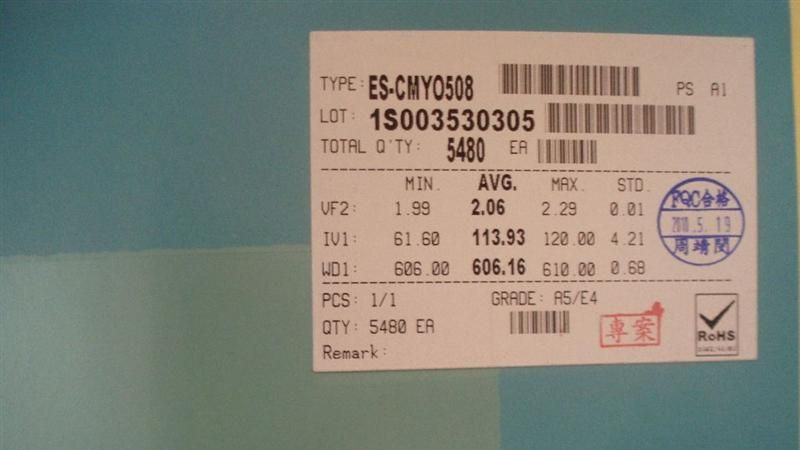 TYPE: ES-CMYO508 PS A1
LOT: 1S003530305
TOTAL Q'TY: 5480 EA
MIN. AVG. MAX. STD.
VF2: 1.99 2.06 2.29 0.01
IV1: 61.60 113.93 120.00 4.21
WD1: 606.00 606.16 610.00 0.68
FQC合格
2010.5.19
周靖閔
PCS: 1/1 GRADE: A5/E4
QTY: 5480 EA
專案
RoHS
Remark: